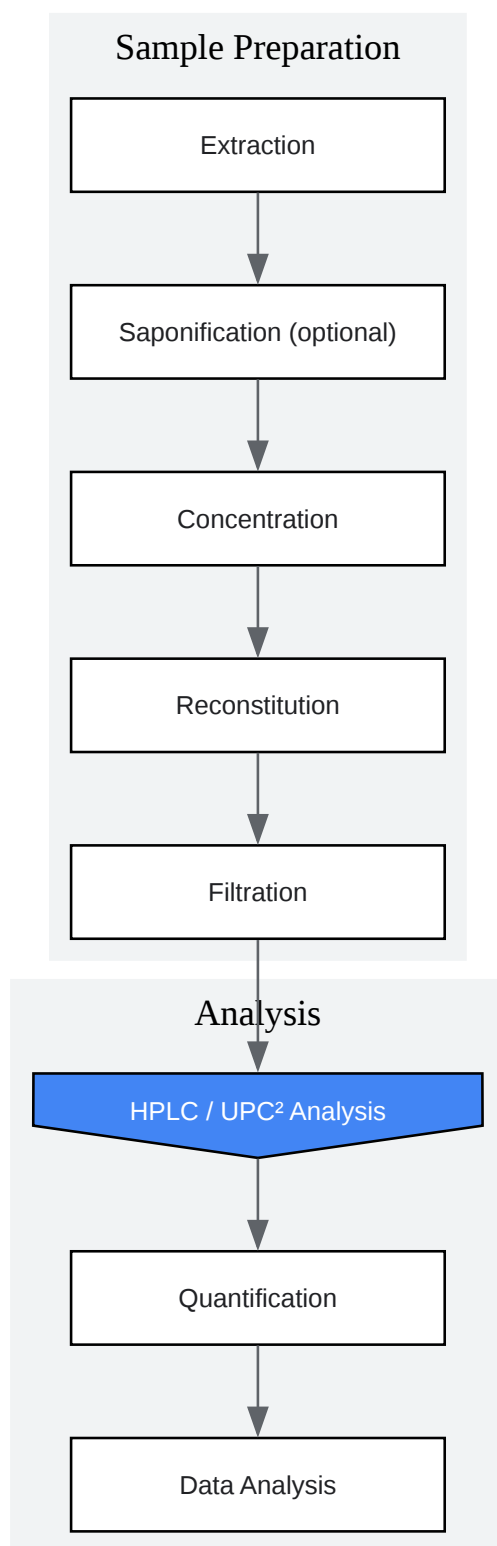 Sample Preparation
Extraction
Saponification (optional)
Concentration
Reconstitution
Filtration
Analysis
HPLC / UPC² Analysis
Quantification
Data Analysis